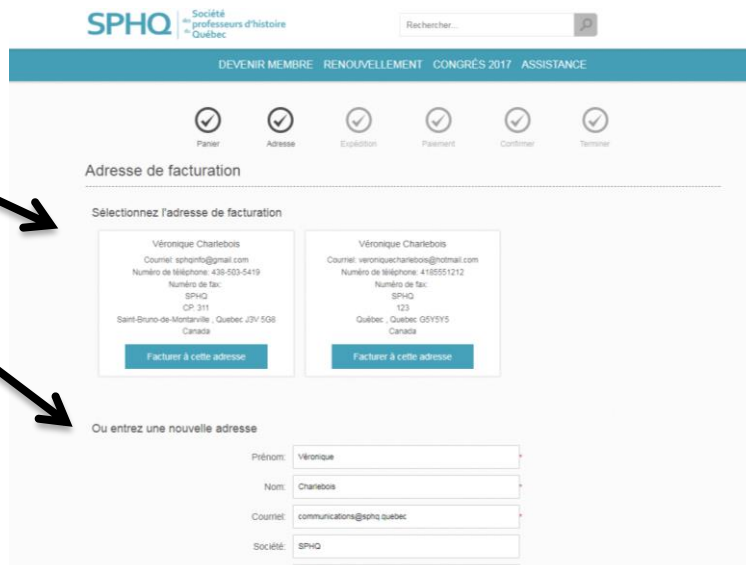 SPHQ
Société
des professeurs d'histoire
du Québec
Rechercher...
DEVENIR MEMBRE RENOUVELLEMENT CONGRÈS 2017 ASSISTANCE
Panier Adresse Expédition Paiement Confirmer Terminer
Adresse de facturation
Sélectionnez l'adresse de facturation
Véronique Charlebois
Courriel: sphqinfo@gmail.com
Numéro de téléphone: 438-503-5419
Numéro de fax:
SPHQ
CP. 311
Saint-Bruno-de-Montarville , Quebec J3V 5G8
Canada
Facturer à cette adresse
Véronique Charlebois
Courriel: veroniquecharlebois@hotmail.com
Numéro de téléphone: 4185551212
Numéro de fax:
SPHQ
123
Québec , Quebec G5Y5Y5
Canada
Facturer à cette adresse
Ou entrez une nouvelle adresse
Prénom: Véronique *
Nom: Charlebois *
Courriel: communications@sphq.quebec *
Société: SPHQ